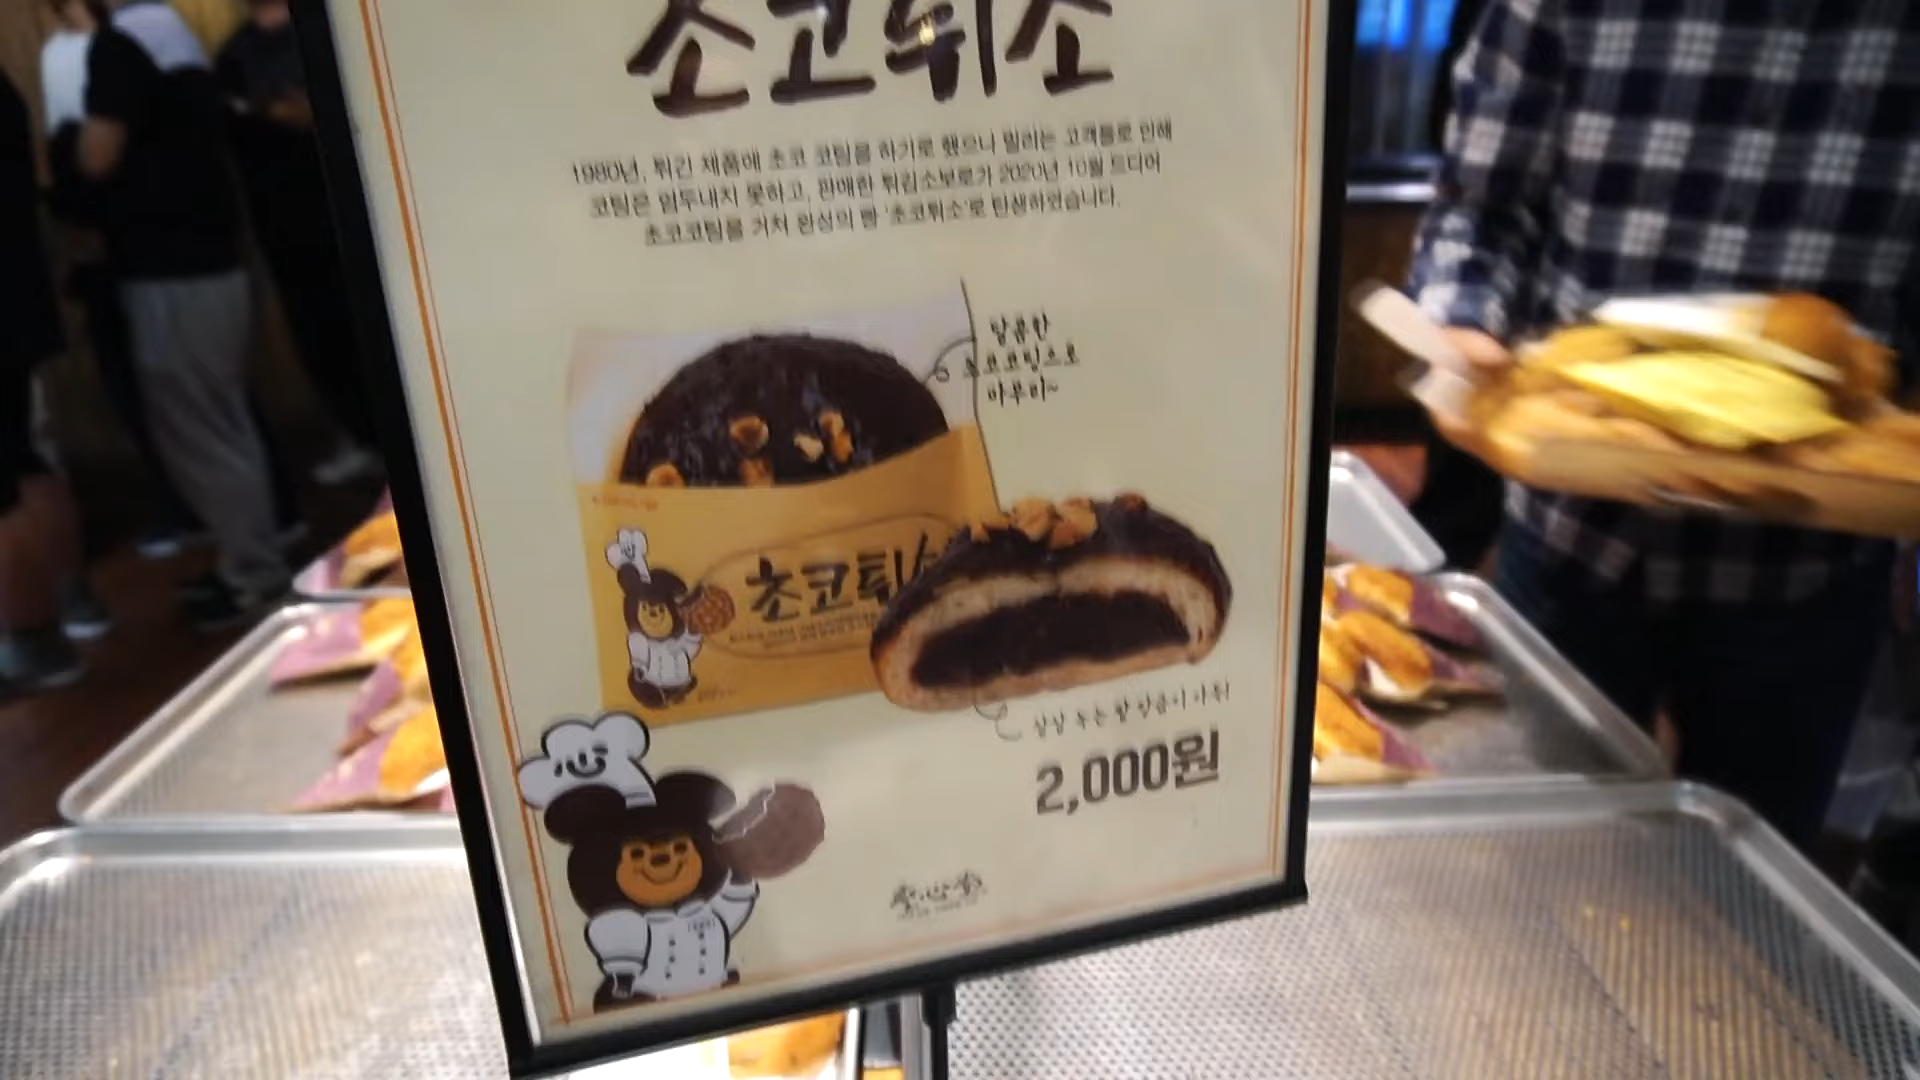 초코튀소
1980년, 튀긴 제품에 초코 코팅을 하기로 했으나 밀리는 고객들로 인해
코팅은 엄두내지 못하고, 판매한 튀김소보로가 2020년 10월 드디어
초코코팅을 거쳐 완성의 빵 '초코튀소'로 탄생하였습니다.
달콤한
초코코팅으로
마무리~
초코튀소
2,000원